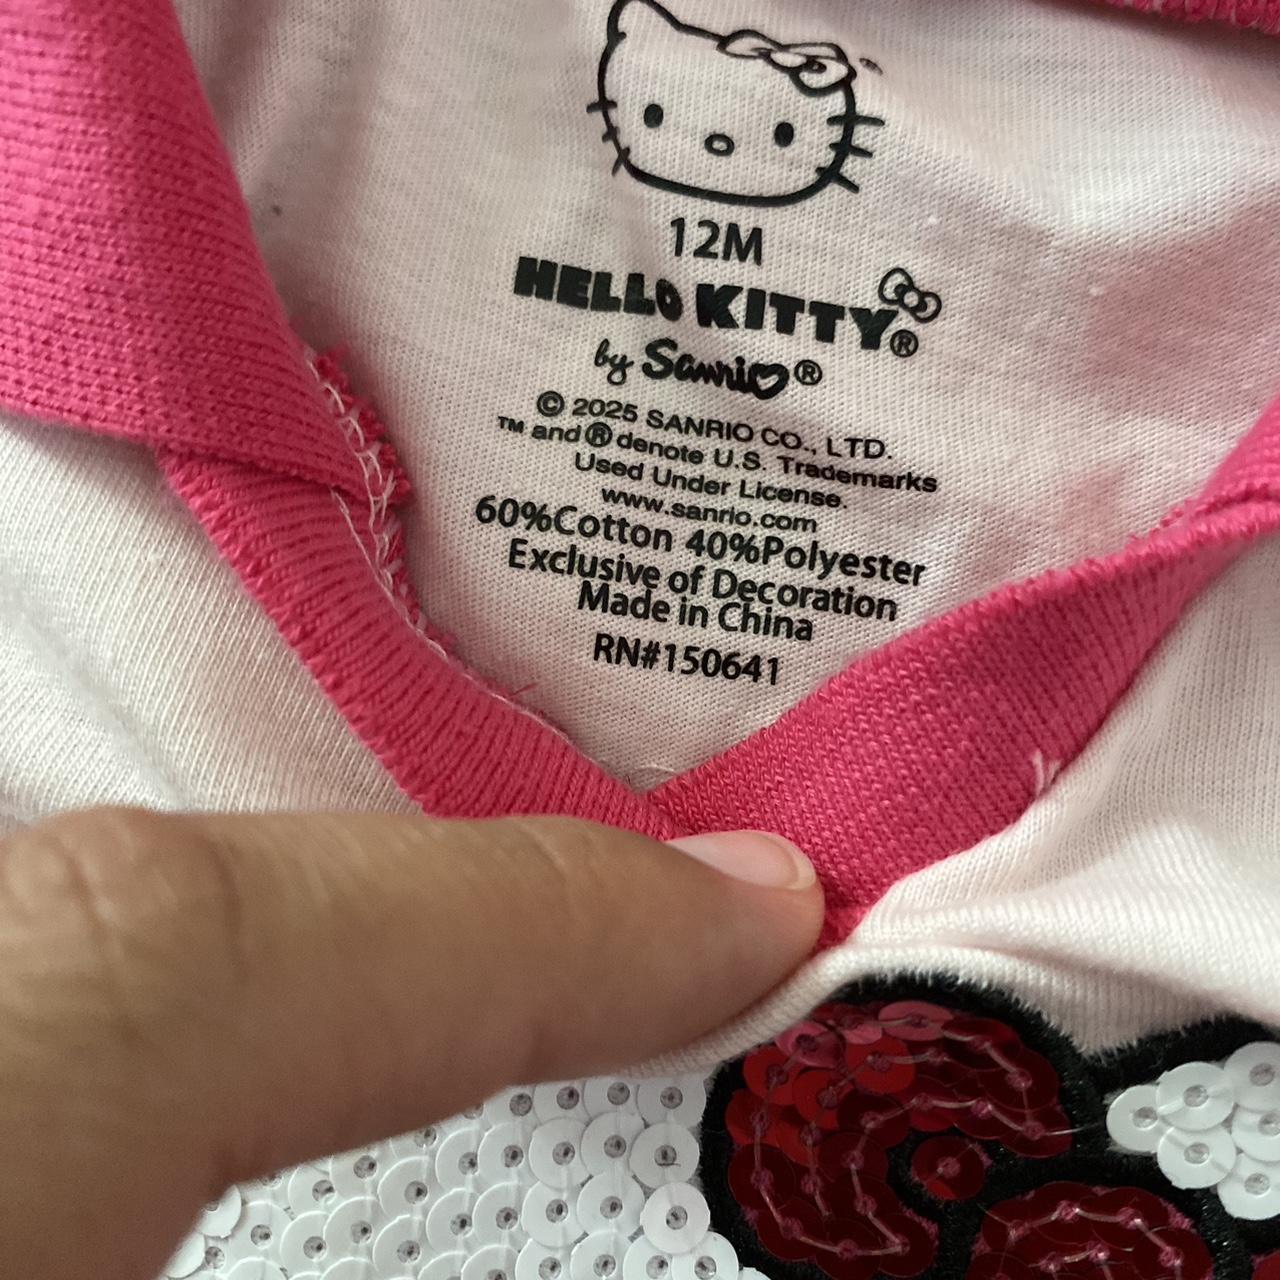 12M
HELLO KITTY®
by Sanrio®
© 2025 SANRIO CO., LTD.
™ and ® denote U.S. Trademarks
Used Under License.
www.sanrio.com
60%Cotton 40%Polyester
Exclusive of Decoration
Made in China
RN#150641